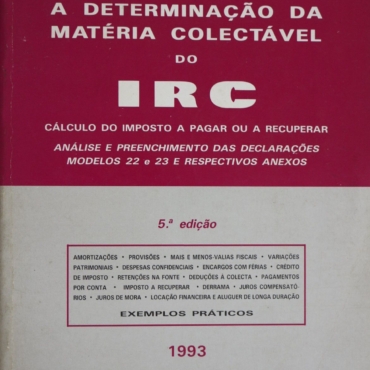 A DETERMINAÇÃO DA
MATÉRIA COLECTÁVEL
DO
IRC
CÁLCULO DO IMPOSTO A PAGAR OU A RECUPERAR
ANÁLISE E PREENCHIMENTO DAS DECLARAÇÕES
MODELOS 22 e 23 E RESPECTIVOS ANEXOS
5.ª edição
AMORTIZAÇÕES • PROVISÕES • MAIS E MENOS-VALIAS FISCAIS • VARIAÇÕES
PATRIMONIAIS • DESPESAS CONFIDENCIAIS • ENCARGOS COM FÉRIAS • CRÉDITO
DE IMPOSTO • RETENÇÕES NA FONTE • DEDUÇÕES À COLECTA • PAGAMENTOS
POR CONTA • IMPOSTO A RECUPERAR • DERRAMA • JUROS COMPENSATÓ-
RIOS • JUROS DE MORA • LOCAÇÃO FINANCEIRA E ALUGUER DE LONGA DURAÇÃO
EXEMPLOS PRÁTICOS
1993